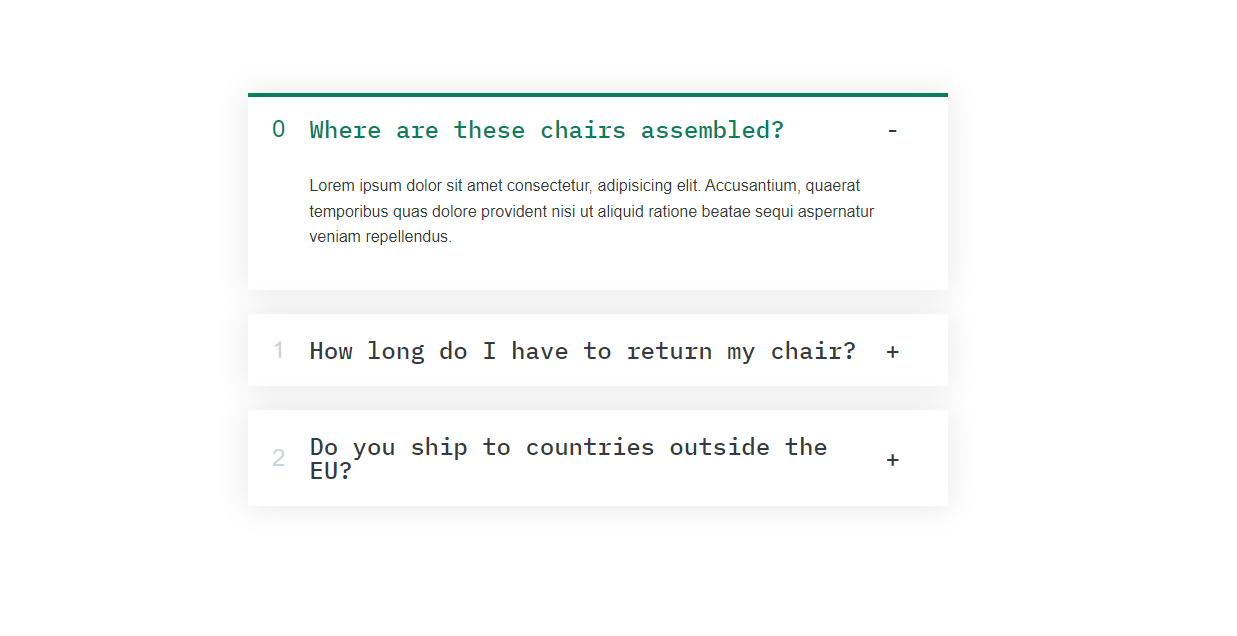 0 Where are these chairs assembled? -
Lorem ipsum dolor sit amet consectetur, adipisicing elit. Accusantium, quaerat
temporibus quas dolore provident nisi ut aliquid ratione beatae sequi aspernatur
veniam repellendus.
1 How long do I have to return my chair? +
2 Do you ship to countries outside the
EU? +